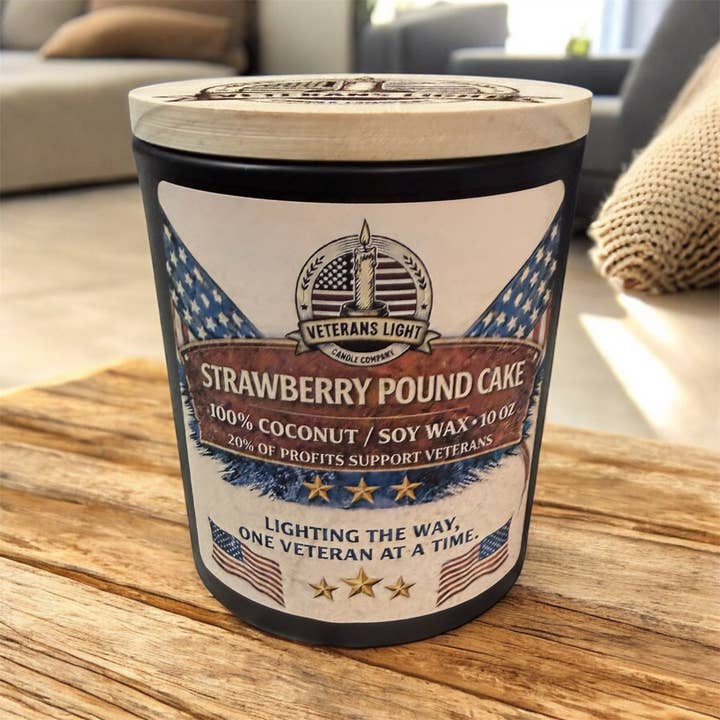 VETERANS LIGHT
CANDLE COMPANY
STRAWBERRY POUND CAKE
100% COCONUT / SOY WAX • 10 OZ
20% OF PROFITS SUPPORT VETERANS
LIGHTING THE WAY,
ONE VETERAN AT A TIME.